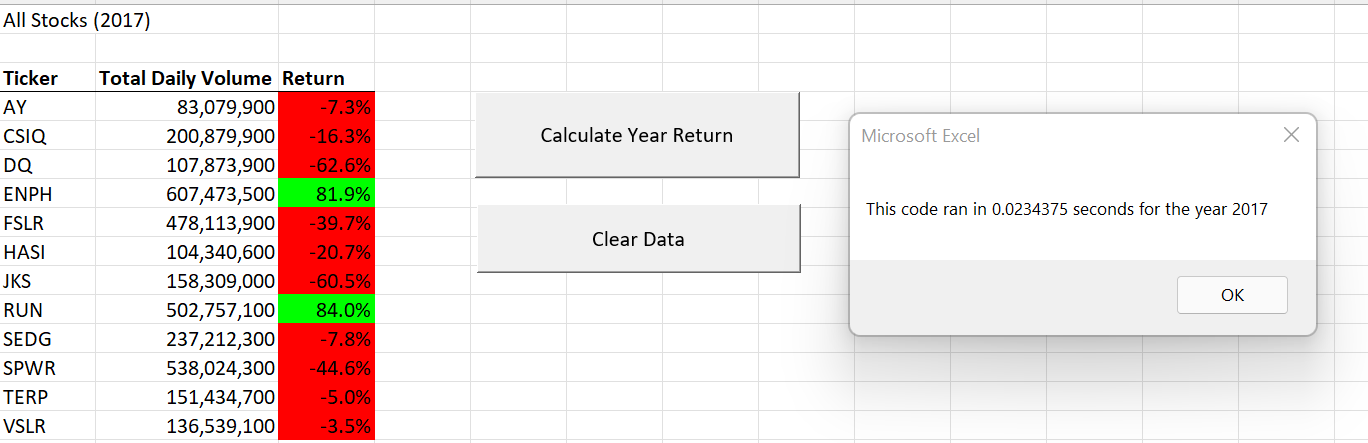 All Stocks (2017)
Ticker Total Daily Volume Return
AY 83,079,900 -7.3%
CSIQ 200,879,900 -16.3%
DQ 107,873,900 -62.6%
ENPH 607,473,500 81.9%
FSLR 478,113,900 -39.7%
HASI 104,340,600 -20.7%
JKS 158,309,000 -60.5%
RUN 502,757,100 84.0%
SEDG 237,212,300 -7.8%
SPWR 538,024,300 -44.6%
TERP 151,434,700 -5.0%
VSLR 136,539,100 -3.5%
Calculate Year Return
Clear Data
Microsoft Excel
This code ran in 0.0234375 seconds for the year 2017
OK